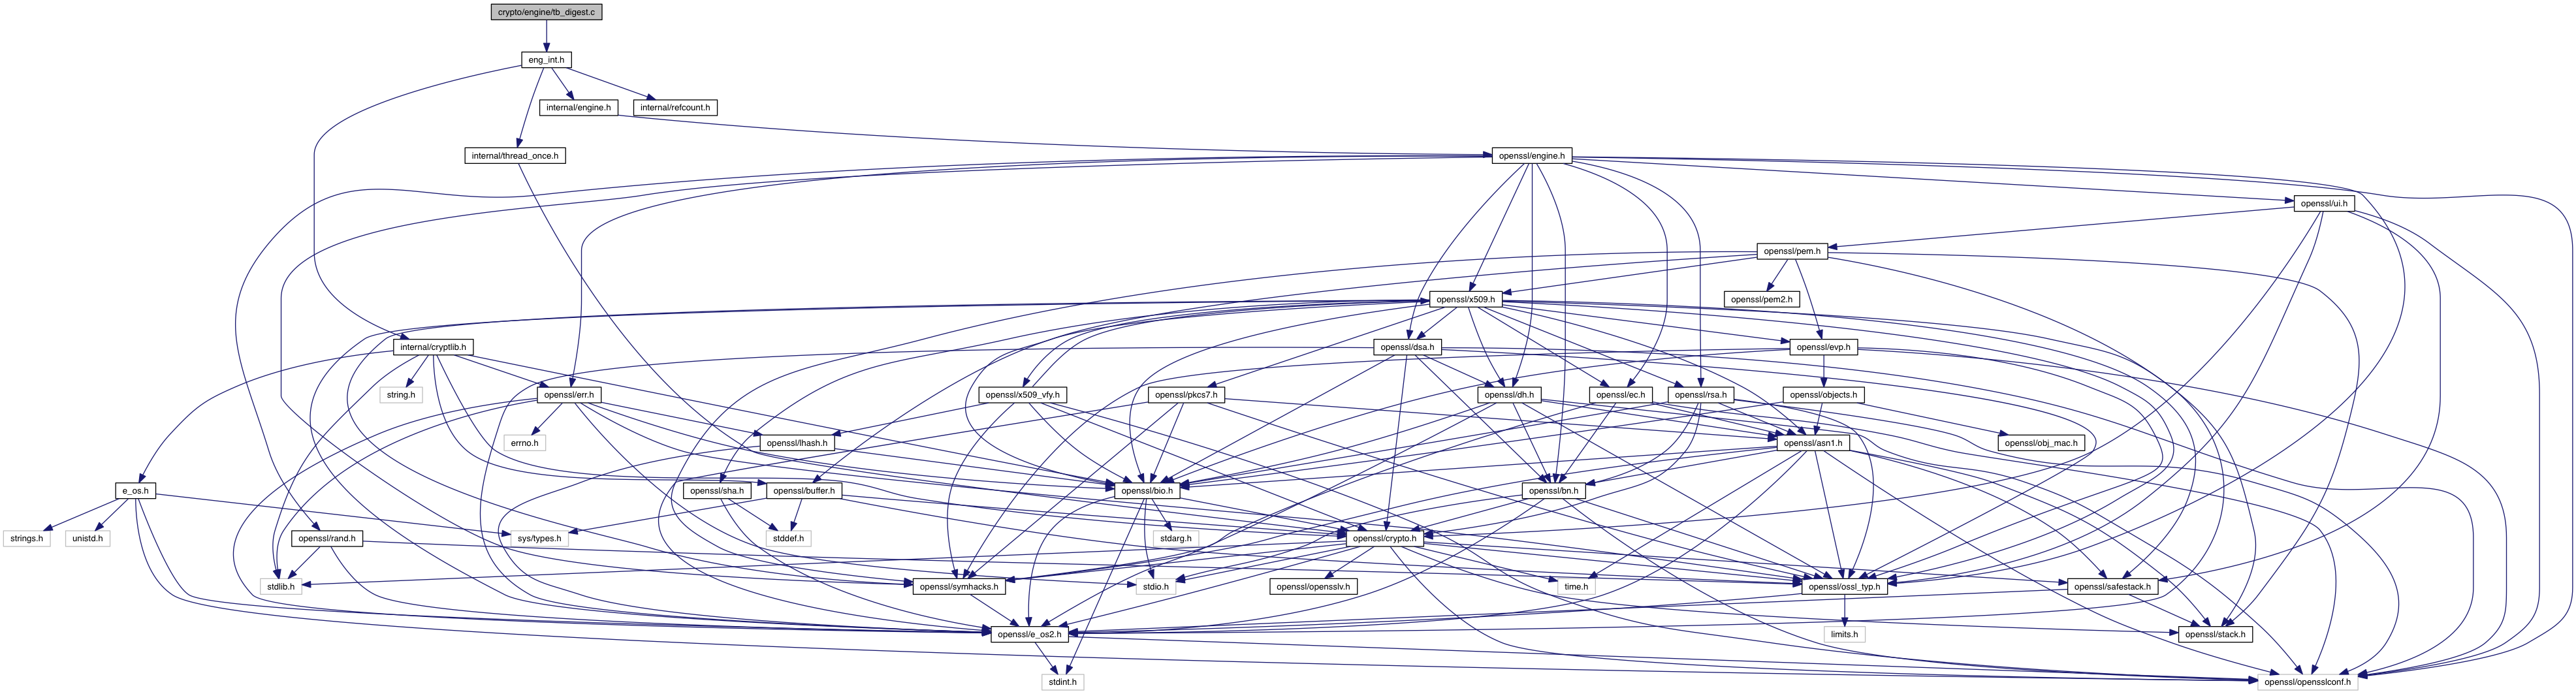 crypto/engine/tb_digest.c
eng_int.h
internal/engine.h
internal/refcount.h
internal/thread_once.h
openssl/engine.h
openssl/ui.h
openssl/pem.h
openssl/x509.h
openssl/pem2.h
internal/cryptlib.h
openssl/dsa.h
openssl/evp.h
string.h
openssl/err.h
openssl/x509_vfy.h
openssl/pkcs7.h
openssl/dh.h
openssl/ec.h
openssl/rsa.h
openssl/objects.h
errno.h
openssl/lhash.h
openssl/asn1.h
openssl/obj_mac.h
e_os.h
openssl/sha.h
openssl/buffer.h
openssl/bio.h
openssl/bn.h
strings.h
unistd.h
openssl/rand.h
sys/types.h
stddef.h
stdarg.h
openssl/crypto.h
stdlib.h
openssl/symhacks.h
stdio.h
openssl/opensslv.h
time.h
openssl/ossl_typ.h
openssl/safestack.h
openssl/e_os2.h
limits.h
openssl/stack.h
stdint.h
openssl/opensslconf.h